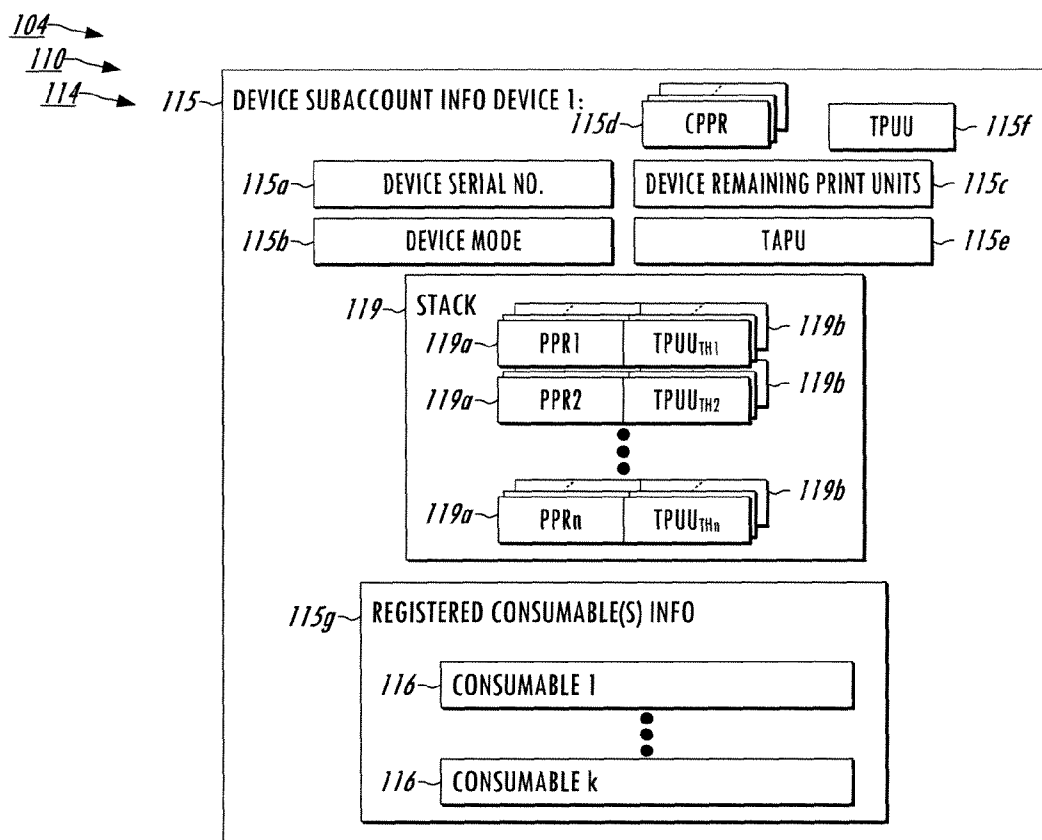 104
110
114
115 DEVICE SUBACCOUNT INFO DEVICE 1:
115d CPPR TPUU 115f
115a DEVICE SERIAL NO. DEVICE REMAINING PRINT UNITS 115c
115b DEVICE MODE TAPU 115e
119 STACK
119a PPR1 TPUUTH1 119b
119a PPR2 TPUUTH2 119b
119a PPRn TPUUTHn 119b
115g REGISTERED CONSUMABLE(S) INFO
116 CONSUMABLE 1
116 CONSUMABLE k